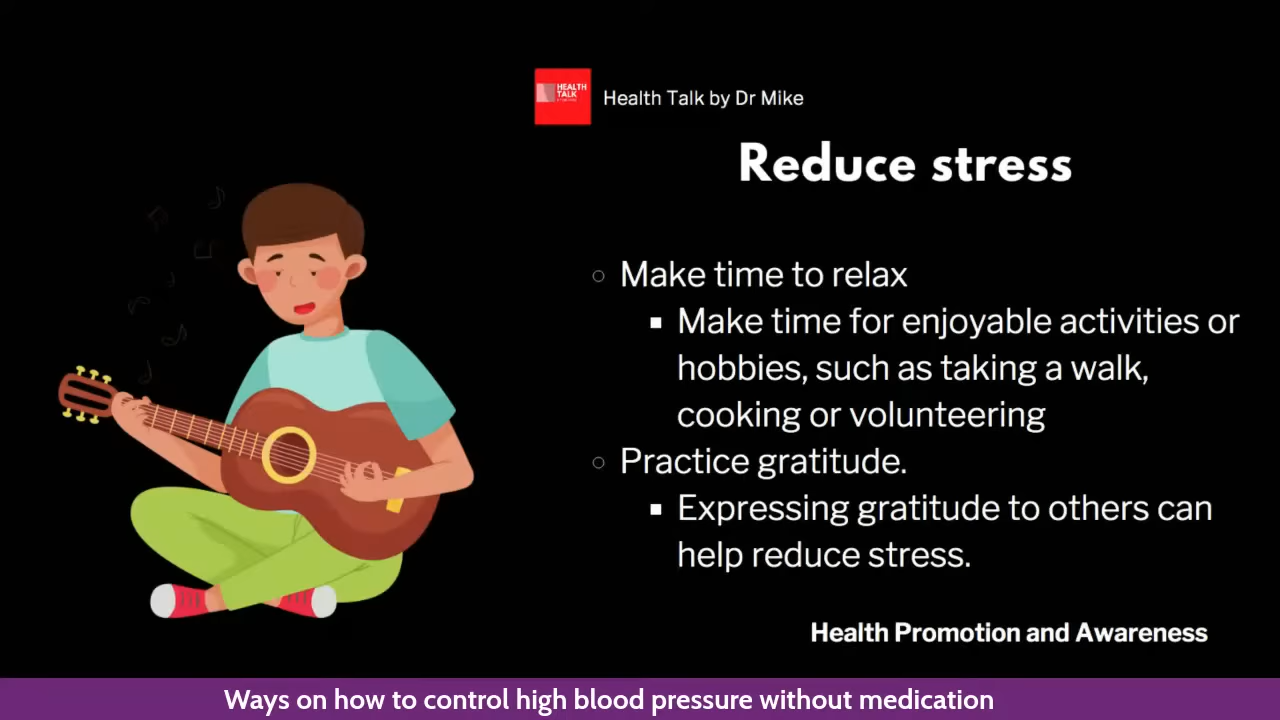 HEALTH
TALK
Health Talk by Dr Mike
Reduce stress
Make time to relax
Make time for enjoyable activities or
hobbies, such as taking a walk,
cooking or volunteering
Practice gratitude.
Expressing gratitude to others can
help reduce stress.
Health Promotion and Awareness
Ways on how to control high blood pressure without medication